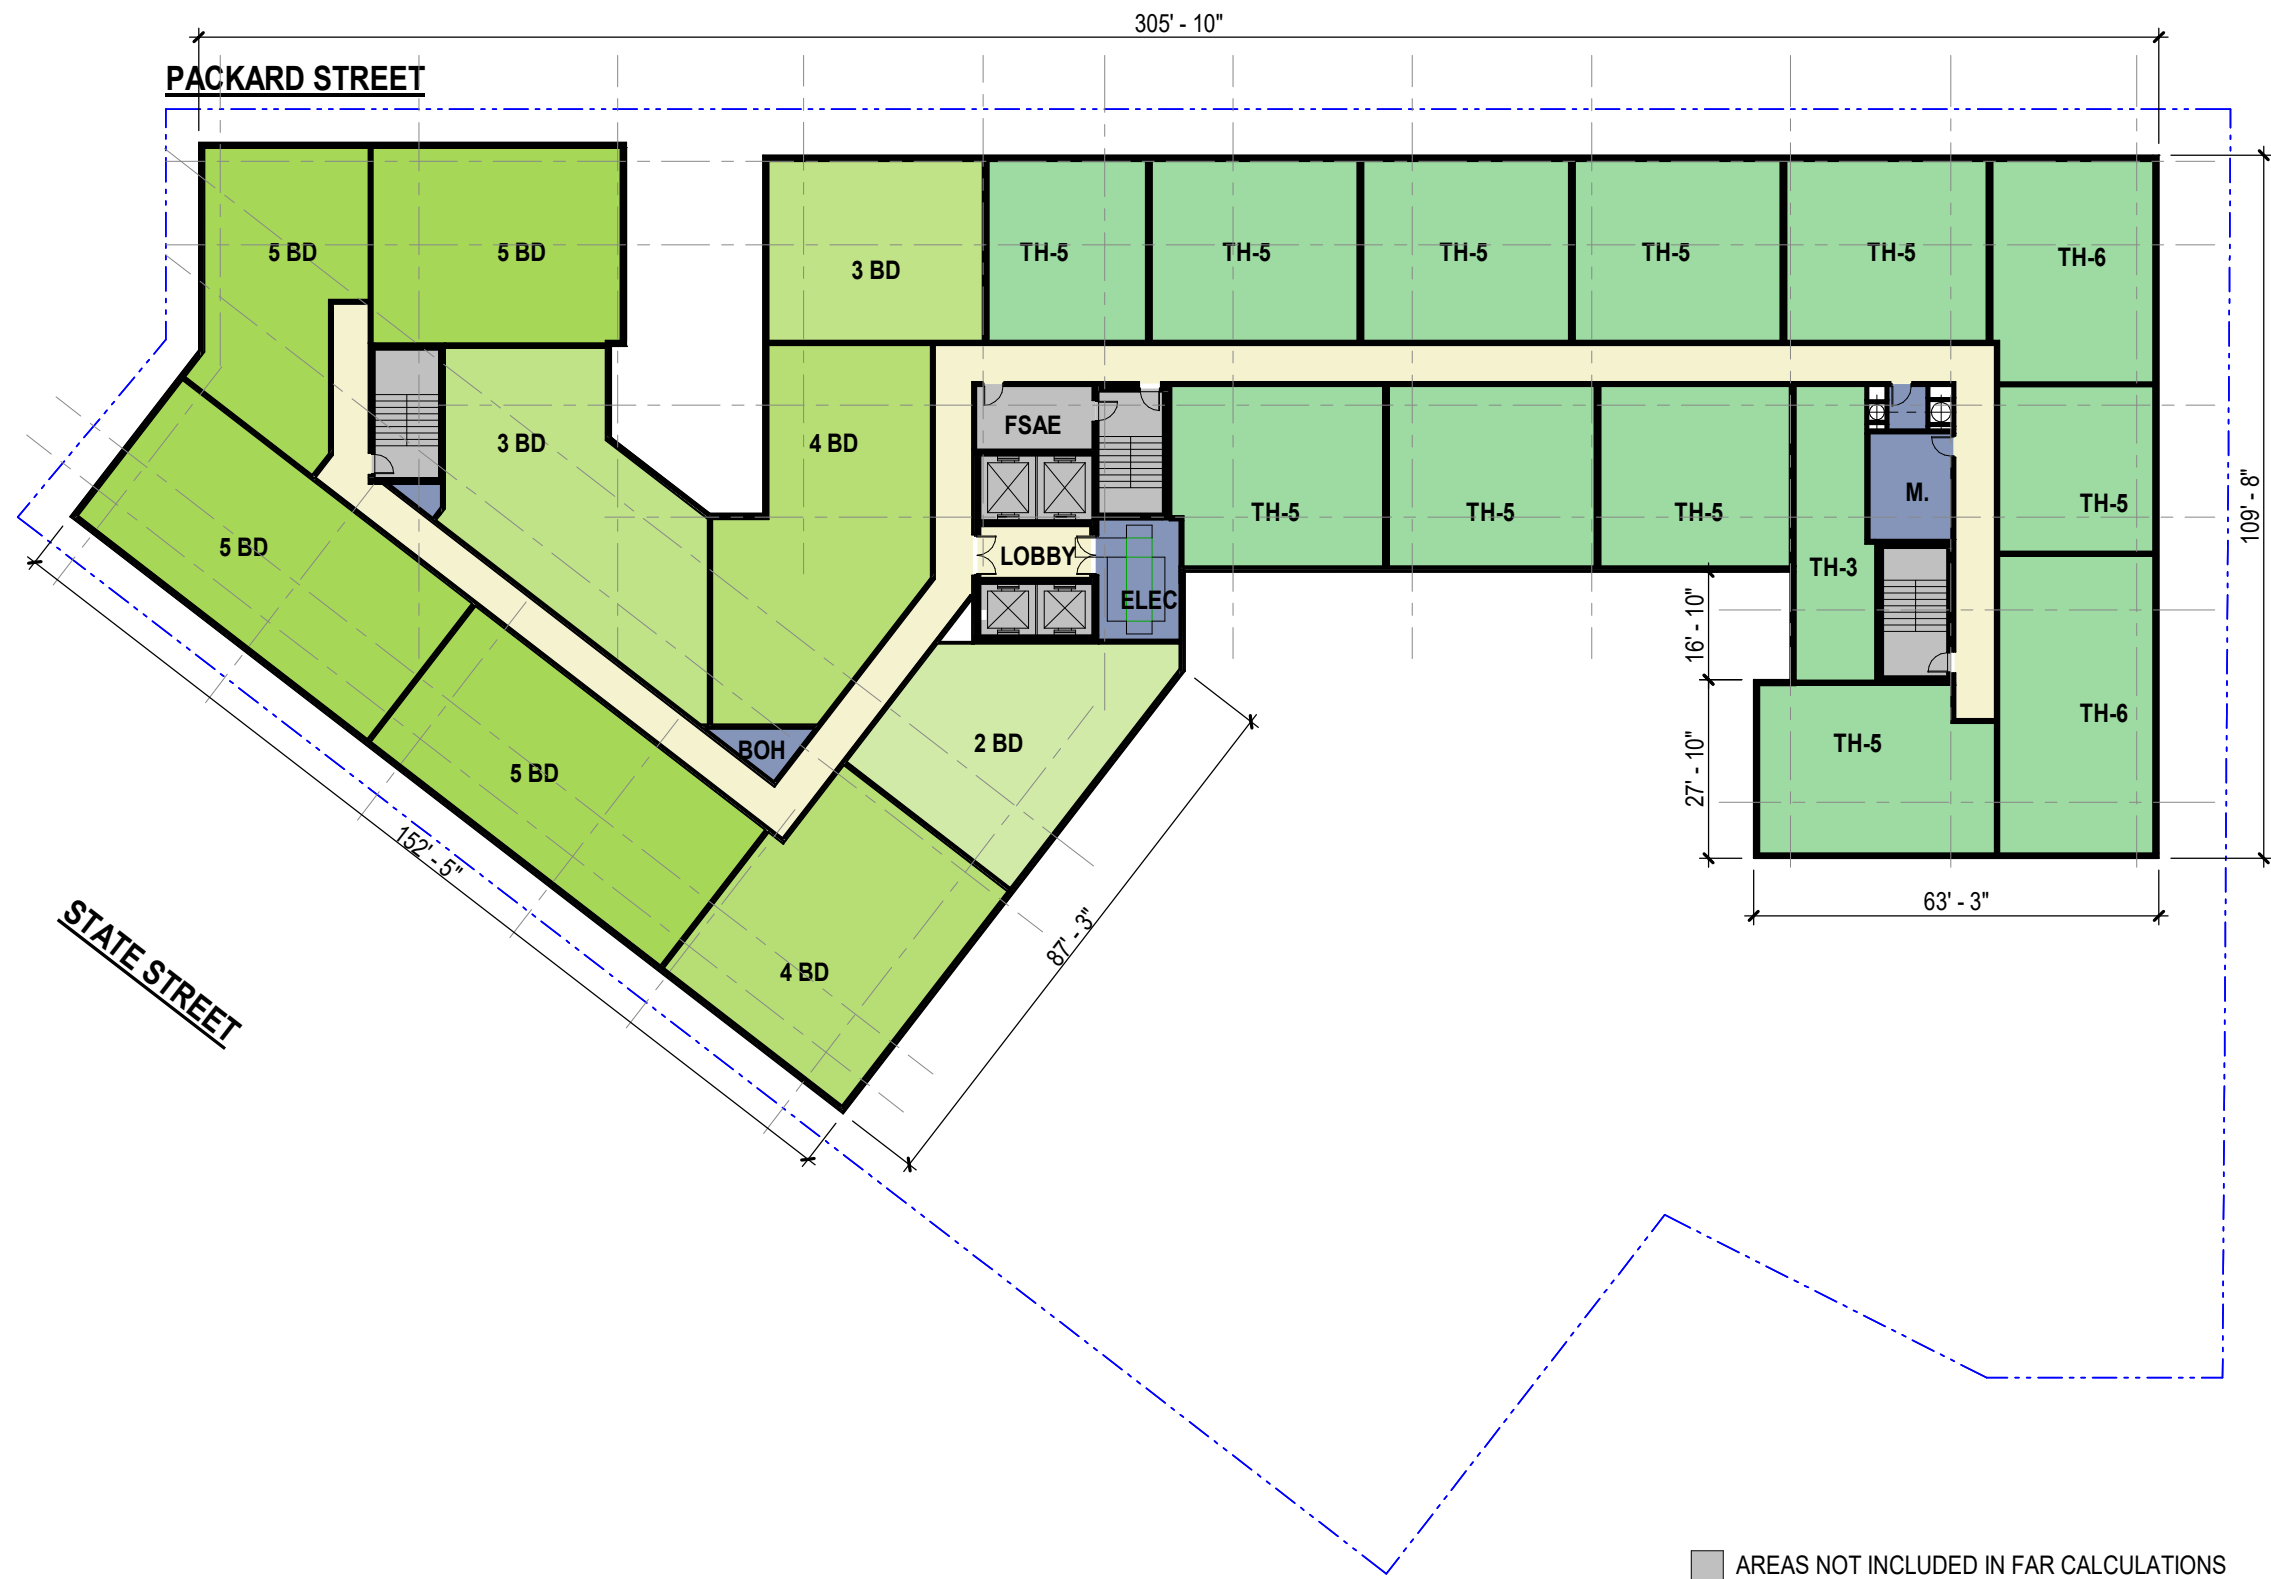 305' - 10"
PACKARD STREET
5 BD
5 BD
3 BD
TH-5
TH-5
TH-5
TH-5
TH-5
TH-6
3 BD
4 BD
FSAE
TH-5
TH-5
TH-5
M.
TH-5
109' - 8"
5 BD
LOBBY
ELEC
TH-3
16' - 10"
5 BD
BOH
2 BD
TH-5
TH-6
27' - 10"
152' - 5"
87' - 3"
63' - 3"
STATE STREET
4 BD
AREAS NOT INCLUDED IN FAR CALCULATIONS